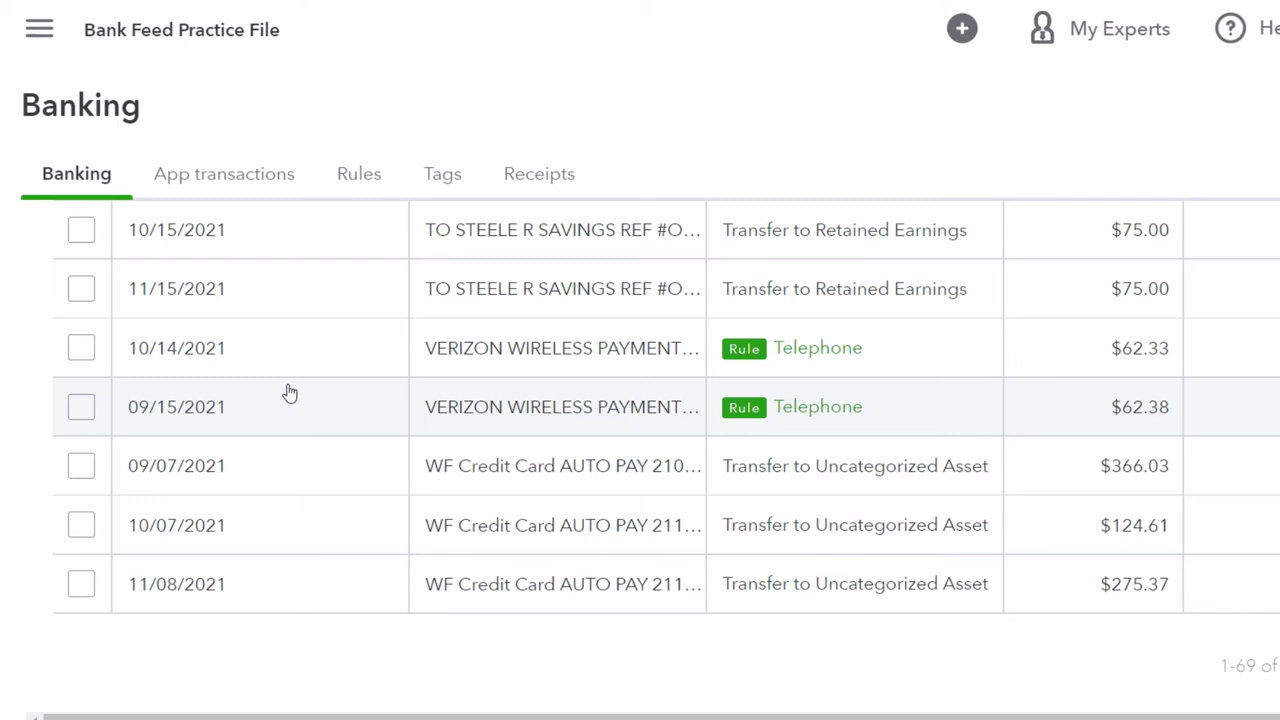 Bank Feed Practice File
My Experts
He
Banking
Banking App transactions Rules Tags Receipts
10/15/2021 TO STEELE R SAVINGS REF #O... Transfer to Retained Earnings $75.00
11/15/2021 TO STEELE R SAVINGS REF #O... Transfer to Retained Earnings $75.00
10/14/2021 VERIZON WIRELESS PAYMENT... Rule Telephone $62.33
09/15/2021 VERIZON WIRELESS PAYMENT... Rule Telephone $62.38
09/07/2021 WF Credit Card AUTO PAY 210... Transfer to Uncategorized Asset $366.03
10/07/2021 WF Credit Card AUTO PAY 211... Transfer to Uncategorized Asset $124.61
11/08/2021 WF Credit Card AUTO PAY 211... Transfer to Uncategorized Asset $275.37
1-69 of